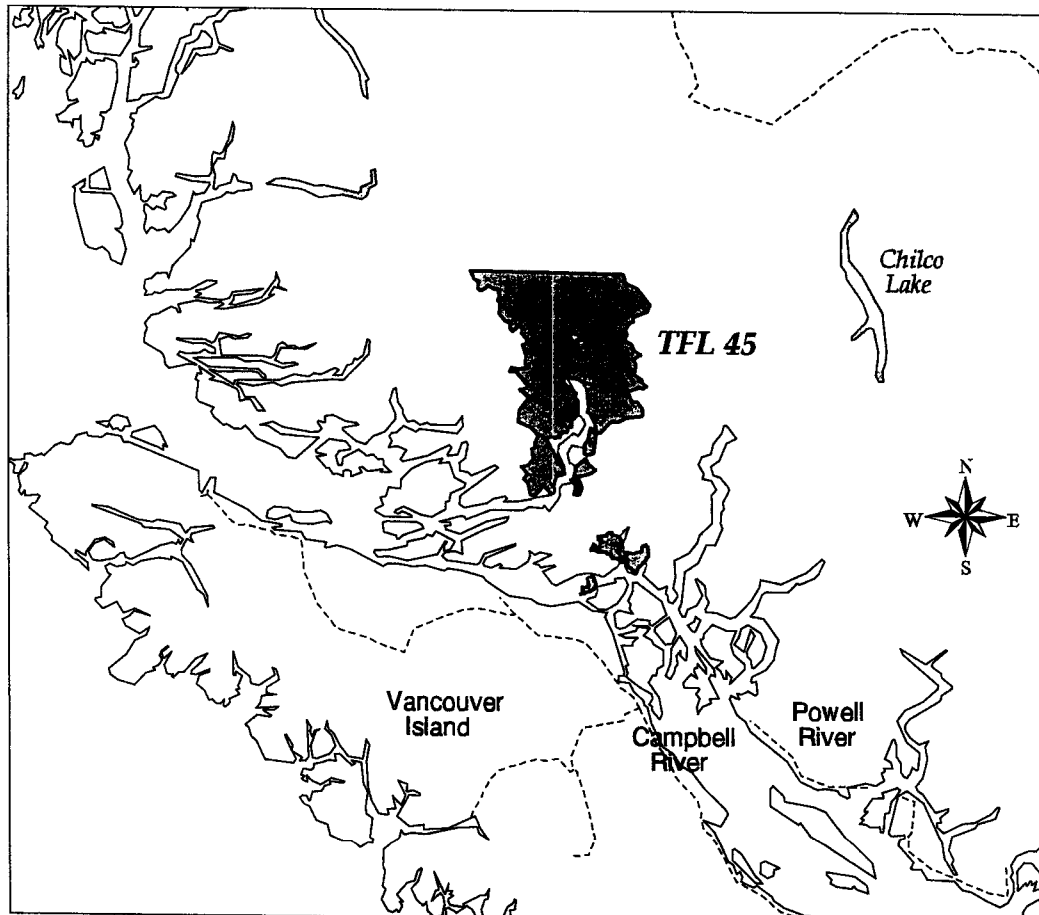 Chilco
Lake
TFL 45
N
W E
S
Vancouver
Island
Powell
River
Campbell
River